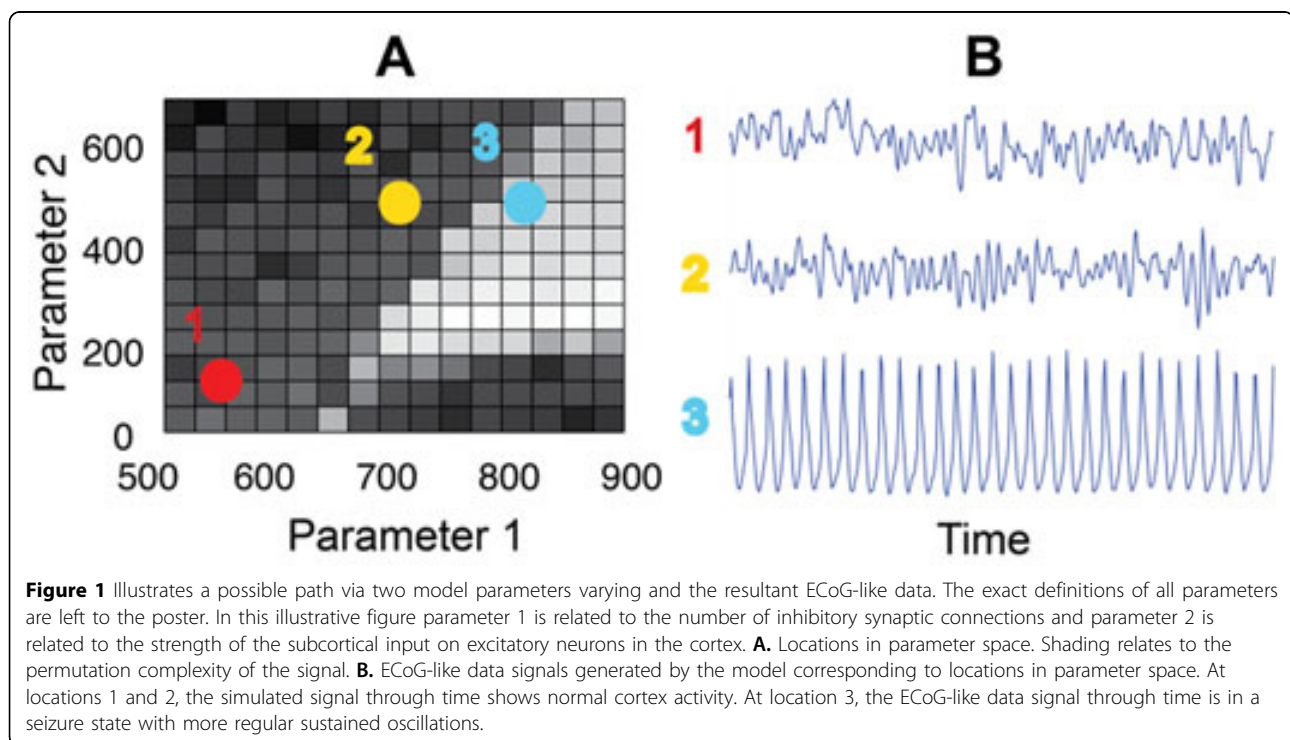 A
B
600
400
200
0
Parameter 2
1
2
3
500 600 700 800 900
Parameter 1
1
2
3
Time
Figure 1 Illustrates a possible path via two model parameters varying and the resultant ECoG-like data. The exact definitions of all parameters
are left to the poster. In this illustrative figure parameter 1 is related to the number of inhibitory synaptic connections and parameter 2 is
related to the strength of the subcortical input on excitatory neurons in the cortex. A. Locations in parameter space. Shading relates to the
permutation complexity of the signal. B. ECoG-like data signals generated by the model corresponding to locations in parameter space. At
locations 1 and 2, the simulated signal through time shows normal cortex activity. At location 3, the ECoG-like data signal through time is in a
seizure state with more regular sustained oscillations.